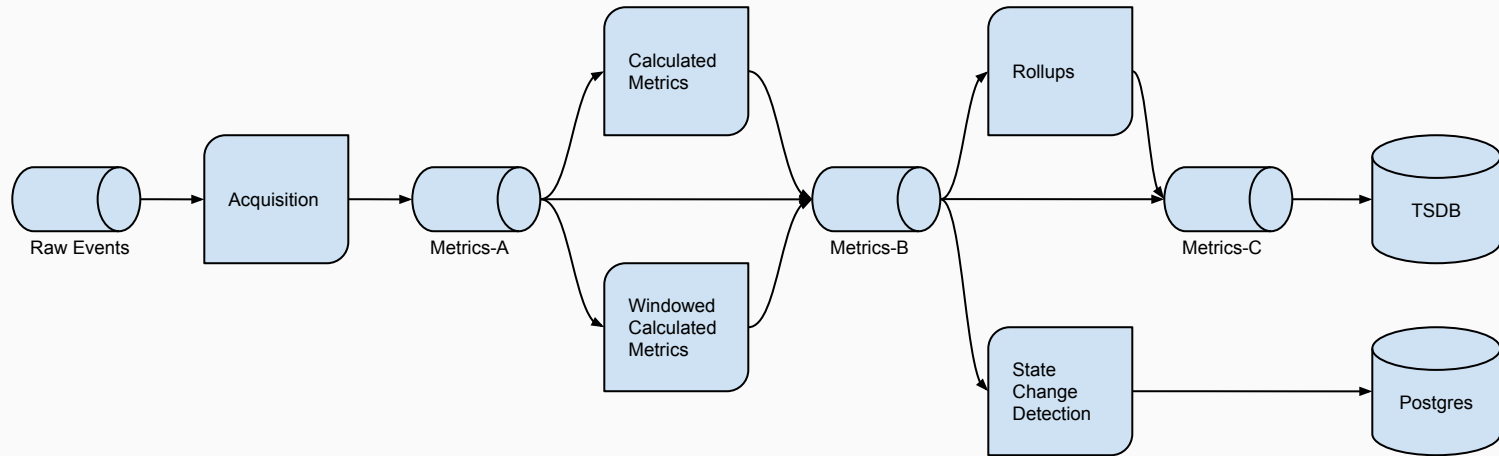 Calculated
Metrics
Rollups
Acquisition
TSDB
Raw Events
Metrics-A
Metrics-B
Metrics-C
Windowed
Calculated
Metrics
State
Change
Detection
Postgres